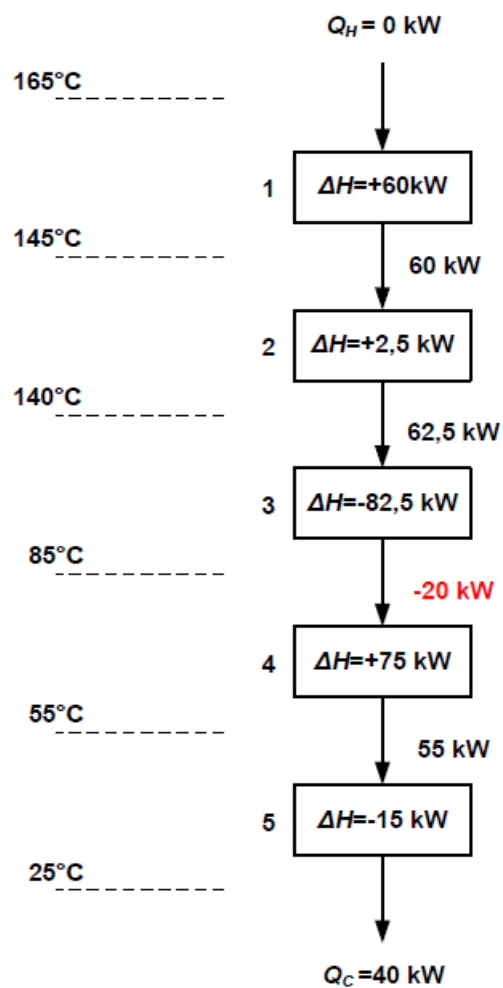 Q_H = 0 kW
165°C
1 ΔH=+60kW
145°C
60 kW
2 ΔH=+2,5 kW
140°C
62,5 kW
3 ΔH=-82,5 kW
85°C
-20 kW
4 ΔH=+75 kW
55°C
55 kW
5 ΔH=-15 kW
25°C
Q_C =40 kW